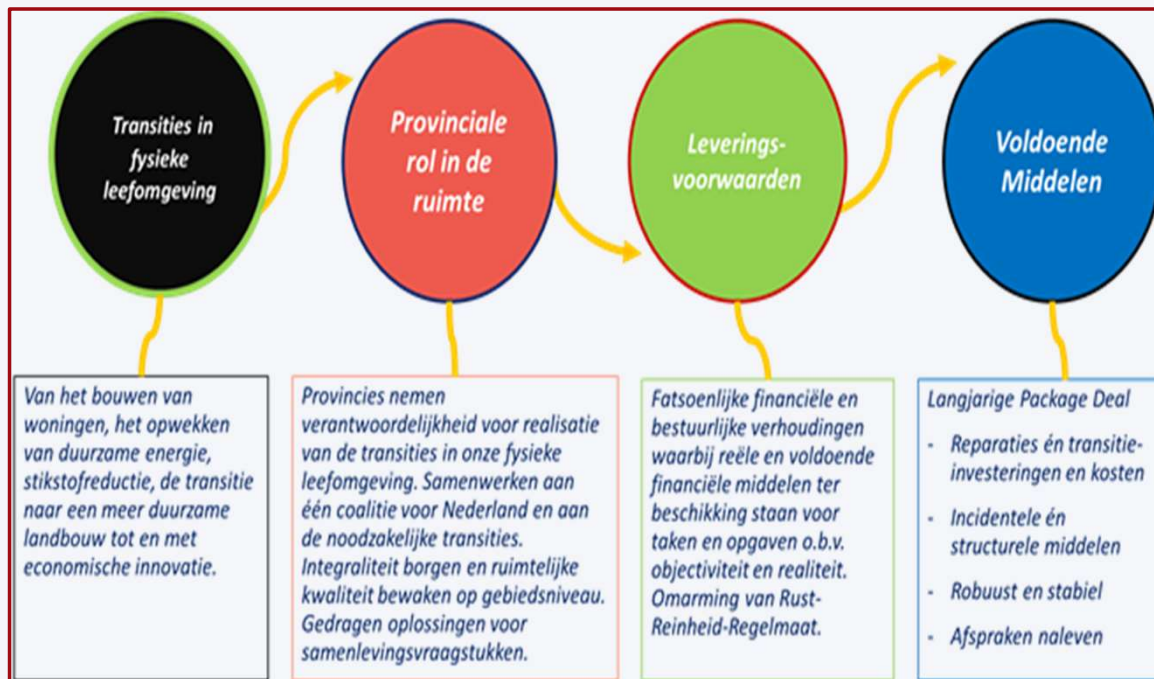 Transities in
fysieke
leefomgeving
Provinciale
rol in de
ruimte
Leverings-
voorwaarden
Voldoende
Middelen
Van het bouwen van
woningen, het opwekken
van duurzame energie,
stikstofreductie, de transitie
naar een meer duurzame
landbouw tot en met
economische innovatie.
Provincies nemen
verantwoordelijkheid voor realisatie
van de transities in onze fysieke
leefomgeving. Samenwerken aan
één coalitie voor Nederland en aan
de noodzakelijke transities.
Integraliteit borgen en ruimtelijke
kwaliteit bewaken op gebiedsniveau.
Gedragen oplossingen voor
samenlevingsvraagstukken.
Fatsoenlijke financiële en
bestuurlijke verhoudingen
waarbij reële en voldoende
financiële middelen ter
beschikking staan voor
taken en opgaven o.b.v.
objectiviteit en realiteit.
Omarming van Rust-
Reinheid-Regelmaat.
Langjarige Package Deal
- Reparaties én transitie-
investeringen en kosten
- Incidentele én
structurele middelen
- Robuust en stabiel
- Afspraken naleven